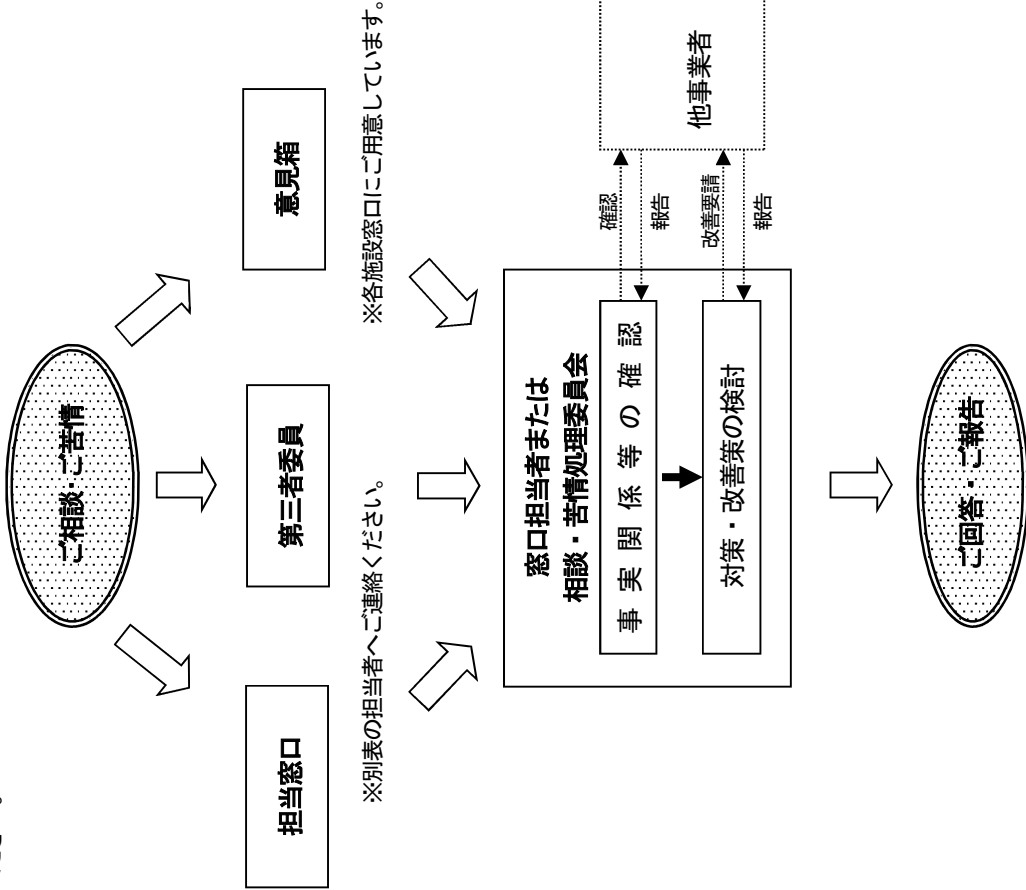 ご相談・ご苦情
担当窓口
第三者委員
意見箱
※別表の担当者へご連絡ください。
※各施設窓口にご用意しています。
窓口担当者または
相談・苦情処理委員会
事実関係等の確認
対策・改善策の検討
確認
報告
改善要請
報告
他事業者
ご回答・ご報告